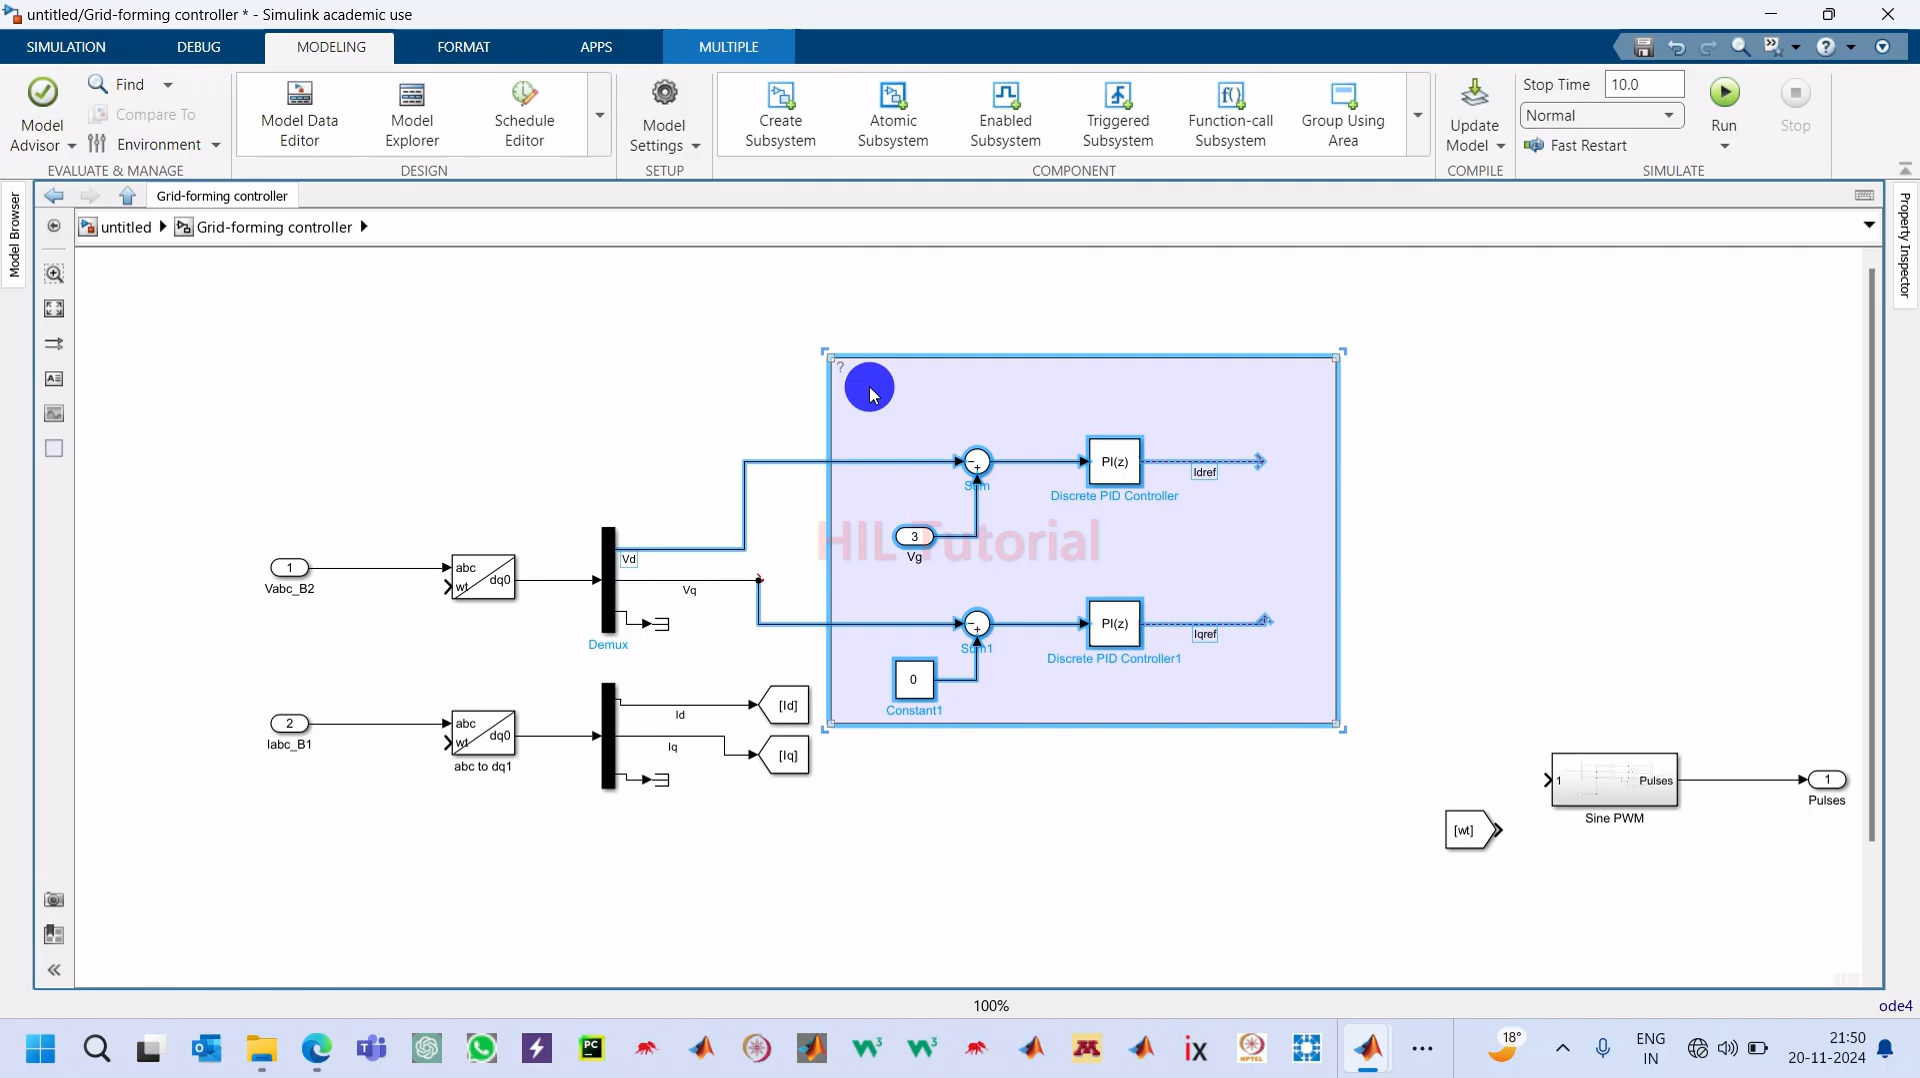 untitled/Grid-forming controller * - Simulink academic use
SIMULATION
DEBUG
MODELING
FORMAT
APPS
MULTIPLE
Model
Advisor
Find
Compare To
Environment
EVALUATE & MANAGE
Model Data
Editor
Model
Explorer
Schedule
Editor
DESIGN
Model
Settings
SETUP
Create
Subsystem
Atomic
Subsystem
Enabled
Subsystem
Triggered
Subsystem
Function-call
Subsystem
Group Using
Area
COMPONENT
Update
Model
COMPILE
Stop Time
10.0
Normal
Fast Restart
Run
Stop
SIMULATE
Model Browser
Property Inspector
Grid-forming controller
untitled
Grid-forming controller
?
Sum
PI(z)
Discrete PID Controller
Idref
3
Vg
HIL Tutorial
1
Vabc_B2
abc
wt
dq0
Vd
Vq
Demux
Sum1
PI(z)
Discrete PID Controller1
Iqref
0
Constant1
2
Iabc_B1
abc
wt
dq0
abc to dq1
Id
Iq
[Id]
[Iq]
1
Pulses
Sine PWM
1
Pulses
[wt]
100%
ode4
18°
ENG
IN
21:50
20-11-2024